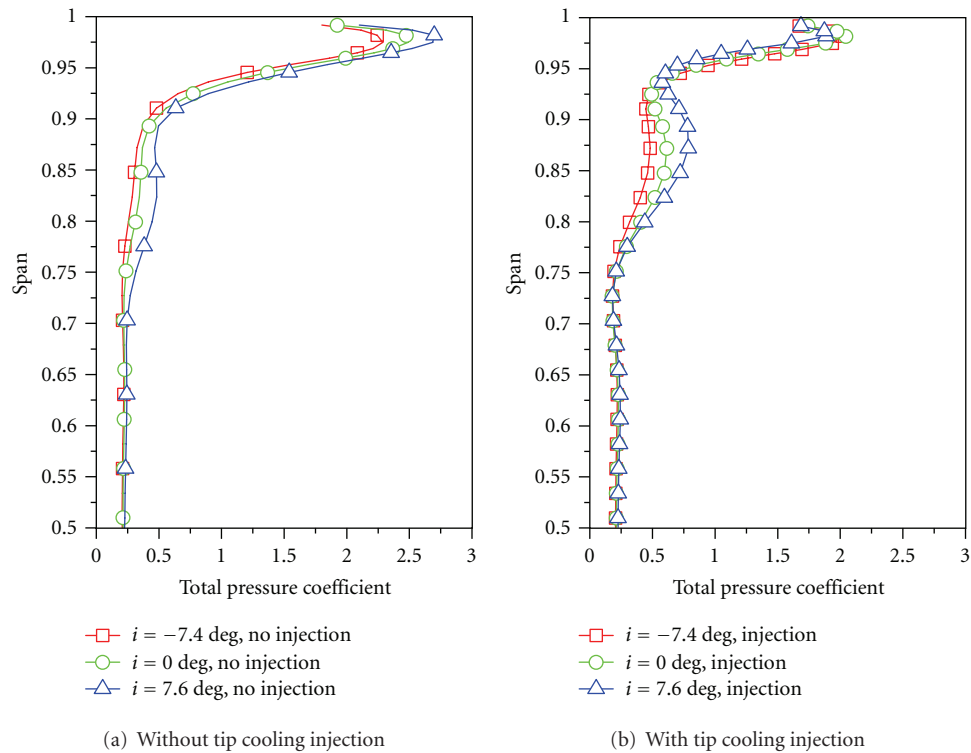 1
0.95
0.9
0.85
0.8
0.75
0.7
0.65
0.6
0.55
0.5
Span
0 0.5 1 1.5 2 2.5 3
Total pressure coefficient
i = −7.4 deg, no injection
i = 0 deg, no injection
i = 7.6 deg, no injection
(a) Without tip cooling injection
1
0.95
0.9
0.85
0.8
0.75
0.7
0.65
0.6
0.55
0.5
Span
0 0.5 1 1.5 2 2.5 3
Total pressure coefficient
i = −7.4 deg, injection
i = 0 deg, injection
i = 7.6 deg, injection
(b) With tip cooling injection